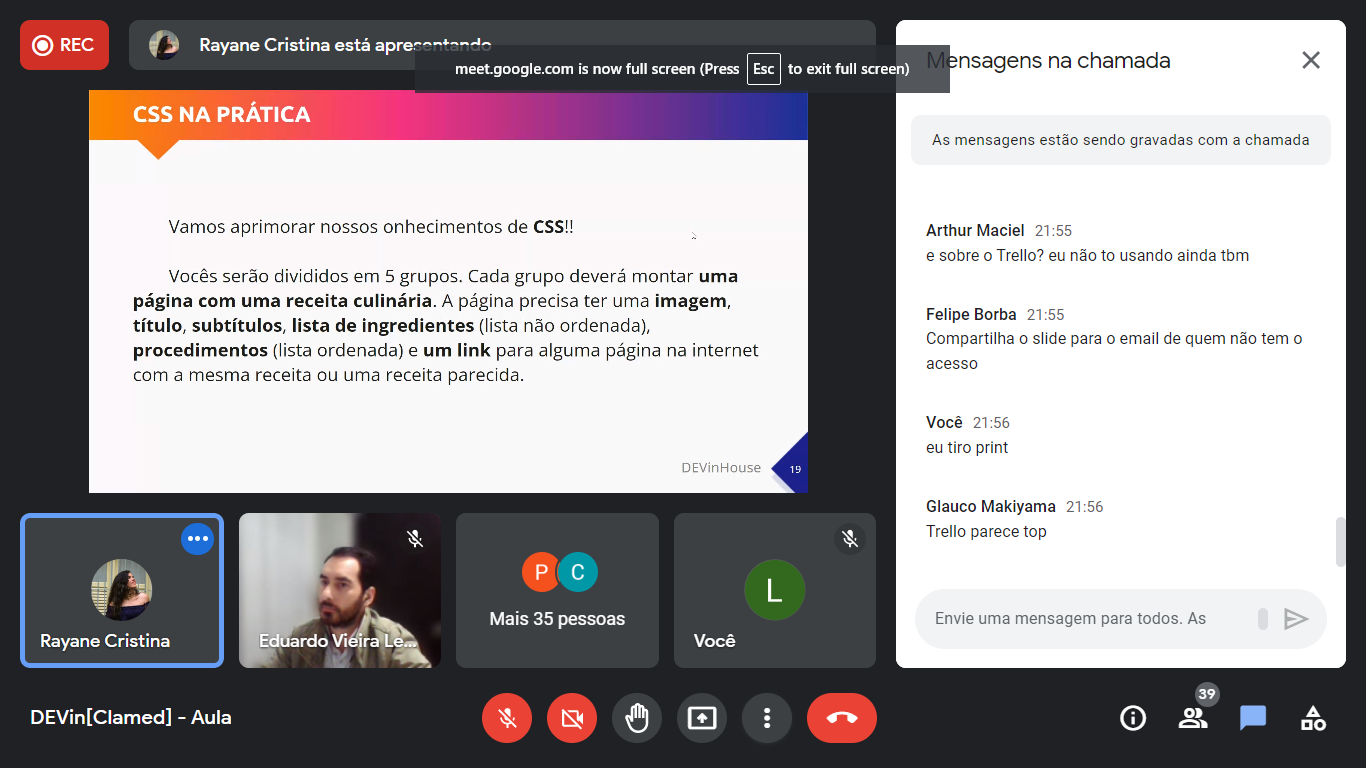 REC
Rayane Cristina está apresentando
meet.google.com is now full screen (Press Esc to exit full screen)
CSS NA PRÁTICA
Vamos aprimorar nossos onhecimentos de CSS!!
Vocês serão divididos em 5 grupos. Cada grupo deverá montar uma
página com uma receita culinária. A página precisa ter uma imagem,
título, subtítulos, lista de ingredientes (lista não ordenada),
procedimentos (lista ordenada) e um link para alguma página na internet
com a mesma receita ou uma receita parecida.
DEVinHouse
19
Rayane Cristina
Eduardo Vieira Le...
P
C
Mais 35 pessoas
L
Você
DEVin[Clamed] - Aula
Mensagens na chamada
As mensagens estão sendo gravadas com a chamada
Arthur Maciel 21:55
e sobre o Trello? eu não to usando ainda tbm
Felipe Borba 21:55
Compartilha o slide para o email de quem não tem o
acesso
Você 21:56
eu tiro print
Glauco Makiyama 21:56
Trello parece top
Envie uma mensagem para todos. As
39